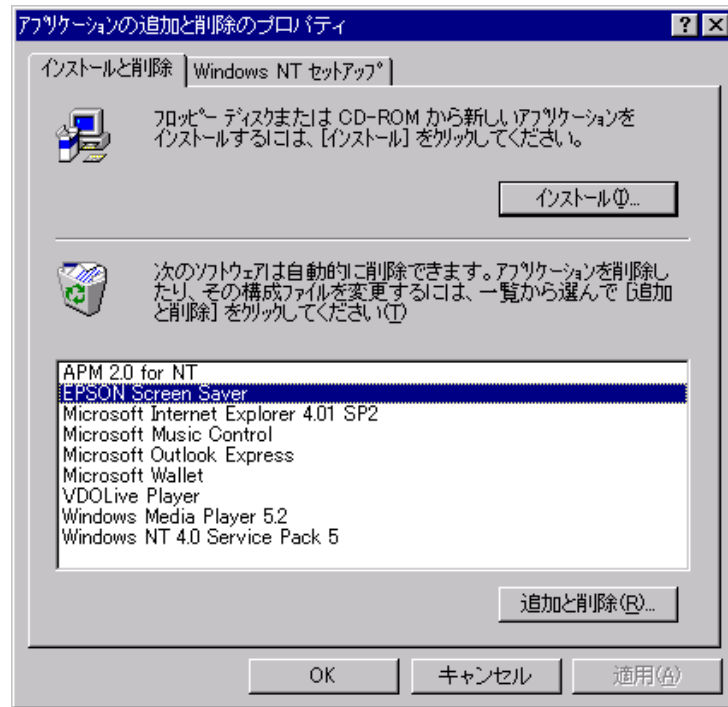 アプリケーションの追加と削除のプロパティ
インストールと削除
Windows NT セットアップ
フロッピー ディスクまたは CD-ROM から新しいアプリケーションを
インストールするには、[インストール] をクリックしてください。
インストール(I)...
次のソフトウェアは自動的に削除できます。アプリケーションを削除し
たり、その構成ファイルを変更するには、一覧から選んで [追加
と削除] をクリックしてください(T)
APM 2.0 for NT
EPSON Screen Saver
Microsoft Internet Explorer 4.01 SP2
Microsoft Music Control
Microsoft Outlook Express
Microsoft Wallet
VDOLive Player
Windows Media Player 5.2
Windows NT 4.0 Service Pack 5
追加と削除(R)...
OK
キャンセル
適用(A)